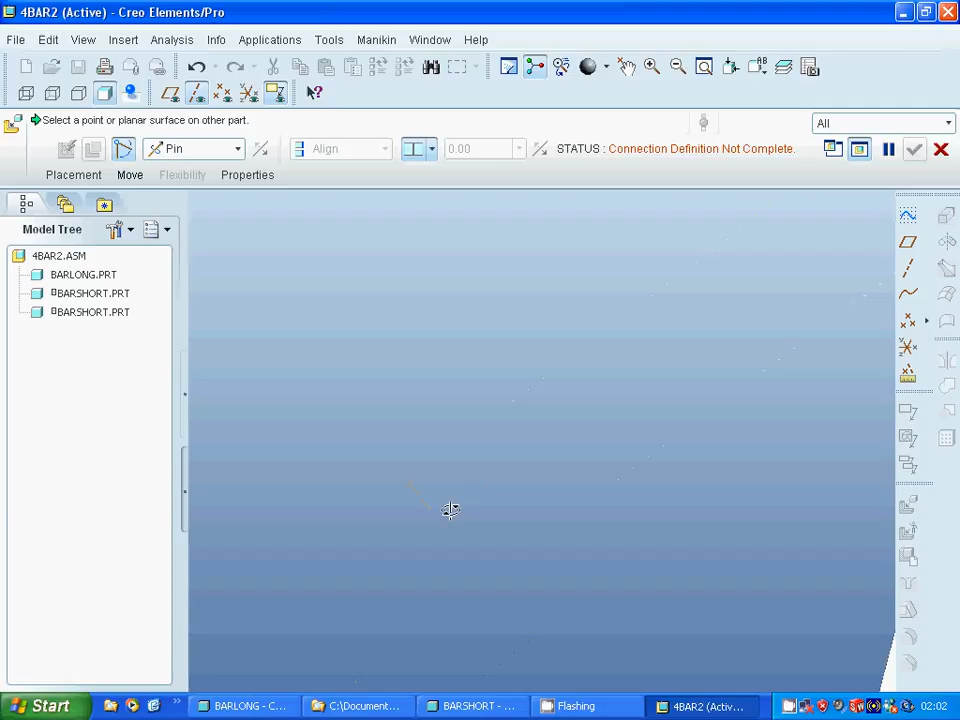 4BAR2 (Active) - Creo Elements/Pro
File Edit View Insert Analysis Info Applications Tools Manikin Window Help
Select a point or planar surface on other part.
All
Pin
Align
0.00
STATUS : Connection Definition Not Complete.
Placement Move Flexibility Properties
Model Tree
4BAR2.ASM
BARLONG.PRT
BARSHORT.PRT
BARSHORT.PRT
Start
BARLONG - C...
C:\Document...
BARSHORT - ...
Flashing
4BAR2 (Activ...
02:02